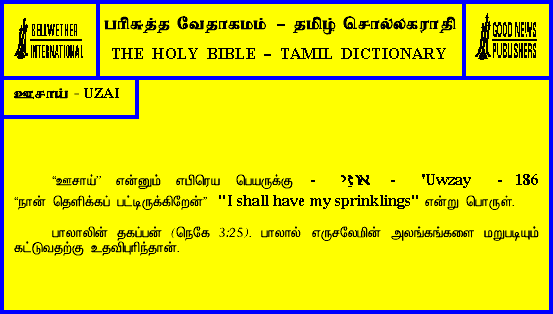 BELLWETHER
INTERNATIONAL
பரிசுத்த வேதாகமம் – தமிழ் சொல்லகராதி
THE HOLY BIBLE – TAMIL DICTIONARY
GOOD NEWS
PUBLISHERS
ஊசாய் - UZAI
“ஊசாய்” என்னும் எபிரெய பெயருக்கு - אוּזַי - 'Uwzay - 186
“நான் தெளிக்கப் பட்டிருக்கிறேன்” "I shall have my sprinklings" என்று பொருள்.
பாலாலின் தகப்பன் (நெகே 3:25). பாலால் எருசலேமின் அலங்கங்களை மறுபடியும்
கட்டுவதற்கு உதவிபுரிந்தான்.